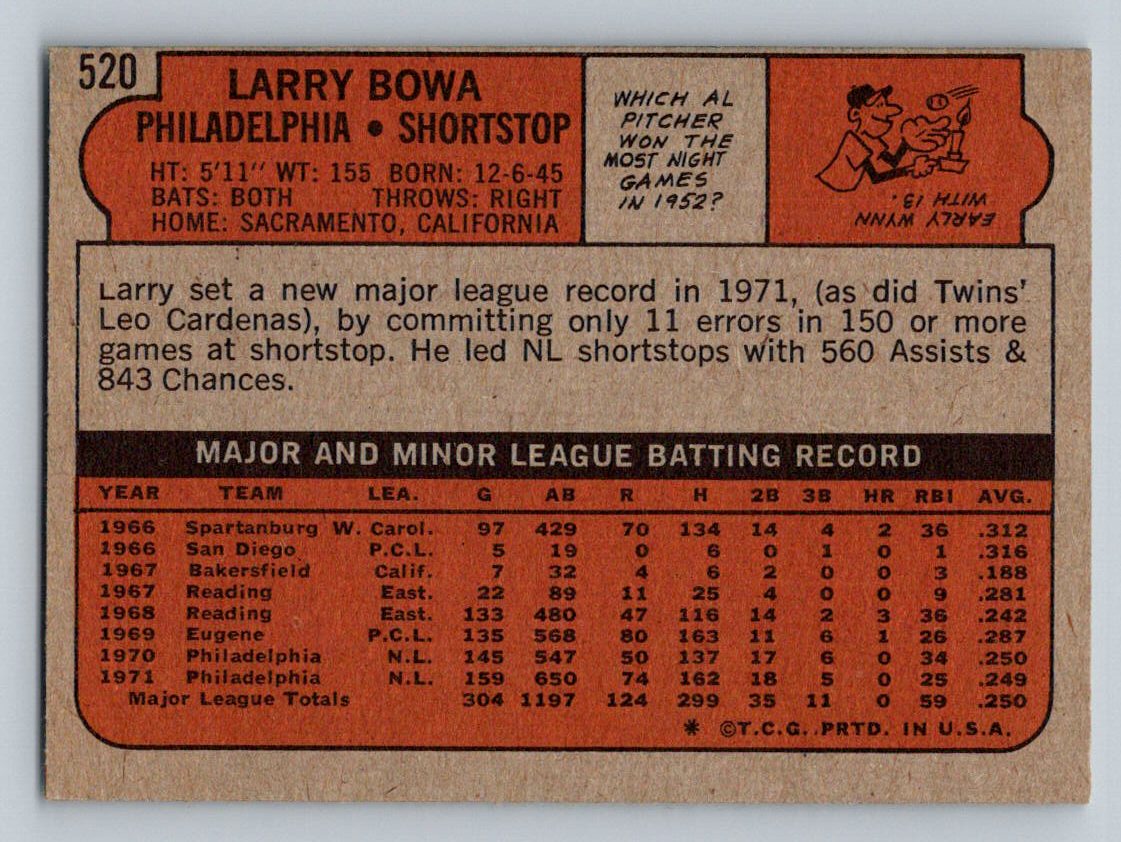 520
LARRY BOWA
PHILADELPHIA • SHORTSTOP
HT: 5'11" WT: 155 BORN: 12-6-45
BATS: BOTH THROWS: RIGHT
HOME: SACRAMENTO, CALIFORNIA
WHICH AL
PITCHER
WON THE
MOST NIGHT
GAMES
IN 1952?
EARLY WYNN
WITH 13.
Larry set a new major league record in 1971, (as did Twins'
Leo Cardenas), by committing only 11 errors in 150 or more
games at shortstop. He led NL shortstops with 560 Assists &
843 Chances.
MAJOR AND MINOR LEAGUE BATTING RECORD
YEAR TEAM LEA. G AB R H 2B 3B HR RBI AVG.
1966 Spartanburg W. Carol. 97 429 70 134 14 4 2 36 .312
1966 San Diego P.C.L. 5 19 0 6 0 1 0 1 .316
1967 Bakersfield Calif. 7 32 4 6 2 0 0 3 .188
1967 Reading East. 22 89 11 25 4 0 0 9 .281
1968 Reading East. 133 480 47 116 14 2 3 36 .242
1969 Eugene P.C.L. 135 568 80 163 11 6 1 26 .287
1970 Philadelphia N.L. 145 547 50 137 17 6 0 34 .250
1971 Philadelphia N.L. 159 650 74 162 18 5 0 25 .249
Major League Totals 304 1197 124 299 35 11 0 59 .250
* ©T.C.G. PRTD. IN U.S.A.